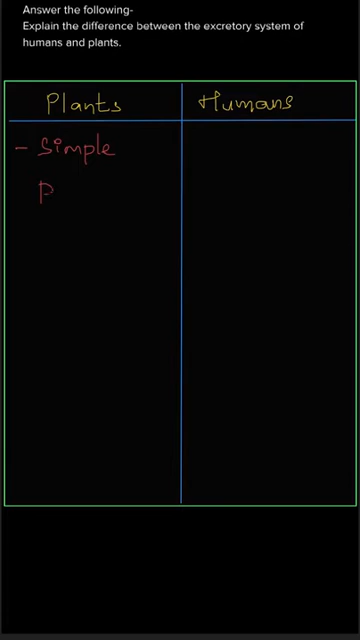 Answer the following-
Explain the difference between the excretory system of
humans and plants.
Plants Humans
- Simple
P